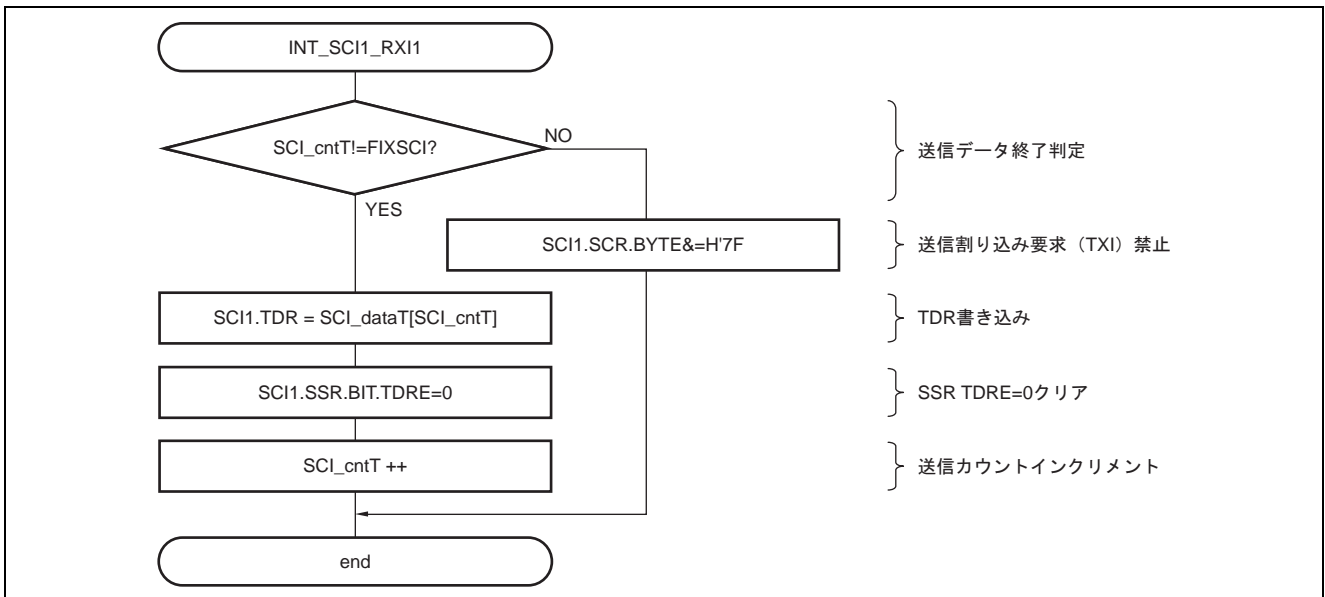 INT_SCI1_RXI1
SCI_cntT!=FIXSCI?
NO
送信データ終了判定
YES
SCI1.SCR.BYTE&=H'7F
送信割り込み要求（TXI）禁止
SCI1.TDR = SCI_dataT[SCI_cntT]
TDR書き込み
SCI1.SSR.BIT.TDRE=0
SSR TDRE=0クリア
SCI_cntT ++
送信カウントインクリメント
end